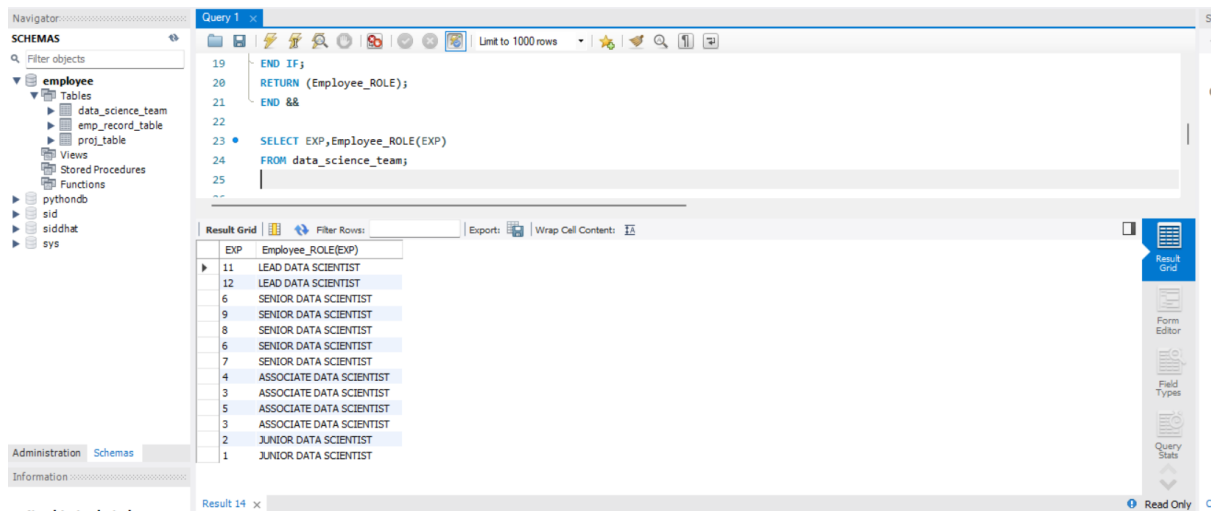 Navigator
SCHEMAS
Filter objects
employee
Tables
data_science_team
emp_record_table
proj_table
Views
Stored Procedures
Functions
pythondb
sid
siddhat
sys
Administration Schemas
Information
Query 1
Limit to 1000 rows
19 END IF;
20 RETURN (Employee_ROLE);
21 END &&
22
23 SELECT EXP,Employee_ROLE(EXP)
24 FROM data_science_team;
25
Result Grid Filter Rows: Export: Wrap Cell Content:
EXP Employee_ROLE(EXP)
11 LEAD DATA SCIENTIST
12 LEAD DATA SCIENTIST
6 SENIOR DATA SCIENTIST
9 SENIOR DATA SCIENTIST
8 SENIOR DATA SCIENTIST
6 SENIOR DATA SCIENTIST
7 SENIOR DATA SCIENTIST
4 ASSOCIATE DATA SCIENTIST
3 ASSOCIATE DATA SCIENTIST
5 ASSOCIATE DATA SCIENTIST
3 ASSOCIATE DATA SCIENTIST
2 JUNIOR DATA SCIENTIST
1 JUNIOR DATA SCIENTIST
Result
Grid
Form
Editor
Field
Types
Query
Stats
Result 14
Read Only